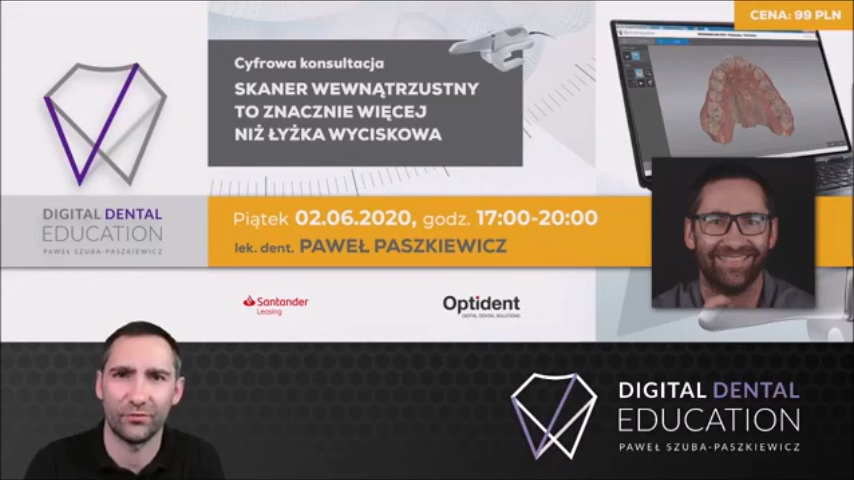 CENA: 99 PLN
Cyfrowa konsultacja
SKANER WEWNĄTRZUSTNY
TO ZNACZNIE WIĘCEJ
NIŻ ŁYŻKA WYCISKOWA
DIGITAL DENTAL
EDUCATION
PAWEŁ SZUBA-PASZKIEWICZ
Piątek 02.06.2020, godz. 17:00-20:00
lek. dent. PAWEŁ PASZKIEWICZ
Santander
Leasing
Optident
DIGITAL DENTAL SOLUTIONS
DIGITAL DENTAL
EDUCATION
PAWEŁ SZUBA-PASZKIEWICZ